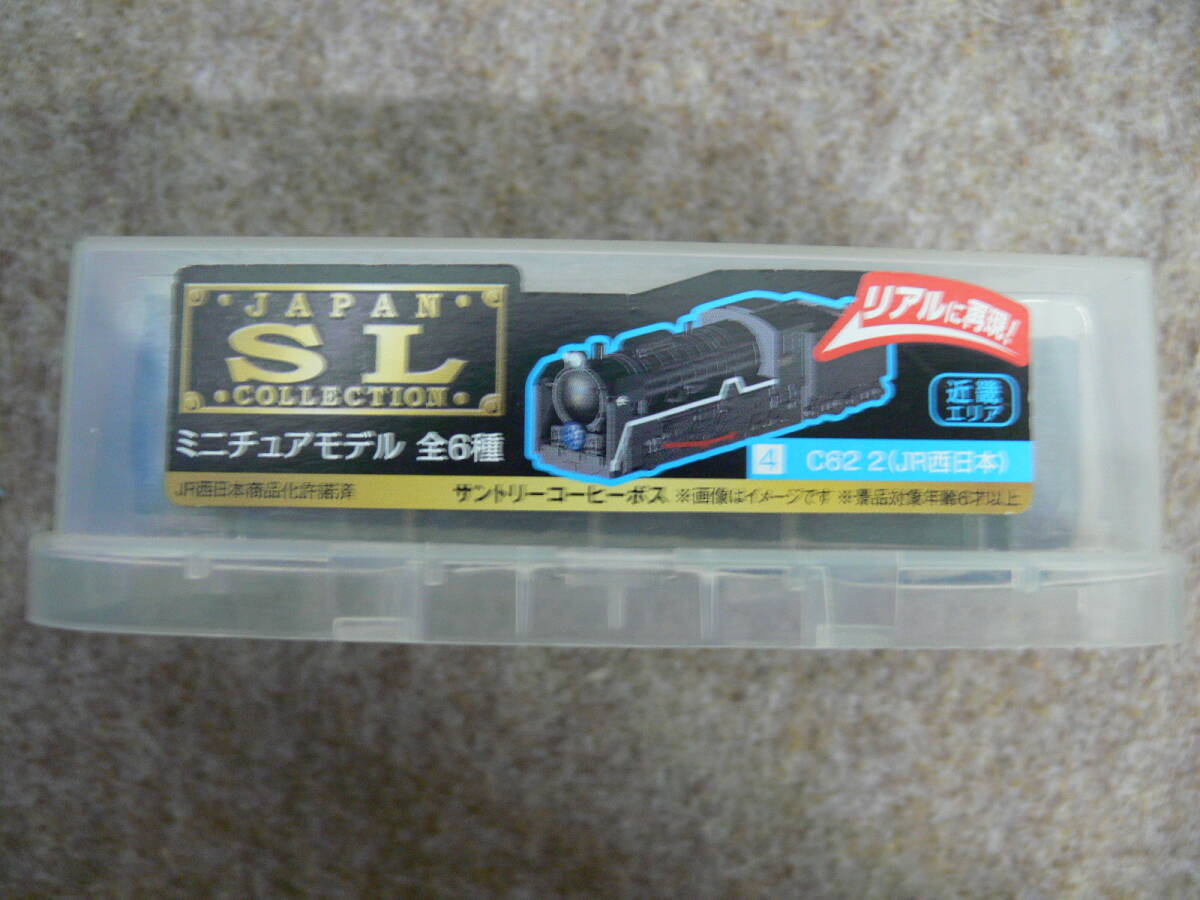 JAPAN
SL
COLLECTION
ミニチュアモデル 全6種
リアルに再現!
近畿
エリア
4 C62 2(JR西日本)
JR西日本商品化許諾済 サントリーコーヒーボス ※画像はイメージです ※景品対象年齢6才以上